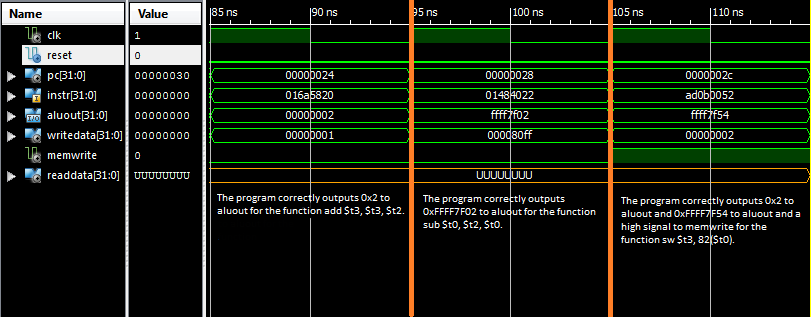 Name Value 85 ns 90 ns 95 ns 100 ns 105 ns 110 ns
clk 1
reset 0
pc[31:0] 00000030 00000024 00000028 0000002c
instr[31:0] 00000000 016a5820 01484022 ad0b0052
aluout[31:0] 00000000 00000002 ffff7f02 ffff7f54
writedata[31:0] 00000000 00000001 000080ff 00000002
memwrite 0
readdata[31:0] UUUUUUUU UUUUUUUU
The program correctly outputs 0x2 to
aluout for the function add $t3, $t3, $t2.
The program correctly outputs
0xFFFF7F02 to aluout for the function
sub $t0, $t2, $t0.
The program correctly outputs 0x2 to
aluout and 0xFFFF7F54 to aluout and a
high signal to memwrite for the
function sw $t3, 82($t0).